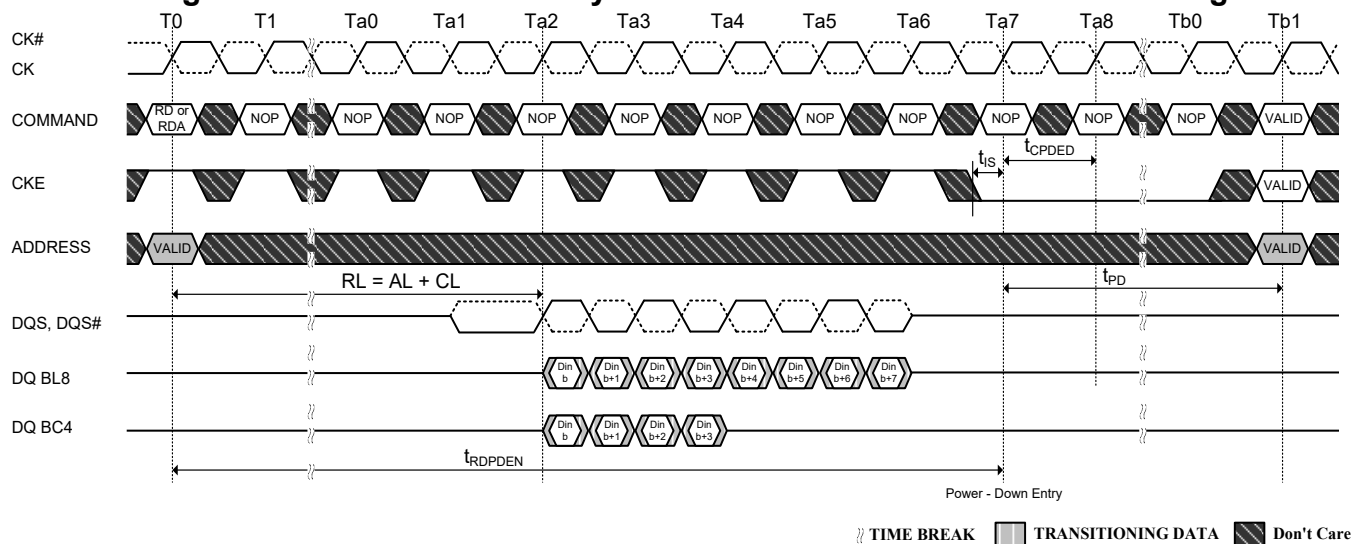 T0 T1 Ta0 Ta1 Ta2 Ta3 Ta4 Ta5 Ta6 Ta7 Ta8 Tb0 Tb1
CK#
CK
COMMAND RD or RDA NOP NOP NOP NOP NOP NOP NOP NOP NOP NOP NOP VALID
tIS tCPDED
CKE VALID
ADDRESS VALID VALID
RL = AL + CL tPD
DQS, DQS#
DQ BL8 Din b Din b+1 Din b+2 Din b+3 Din b+4 Din b+5 Din b+6 Din b+7
DQ BC4 Din b Din b+1 Din b+2 Din b+3
tRDPDEN
Power - Down Entry
TIME BREAK TRANSITIONING DATA Don't Care